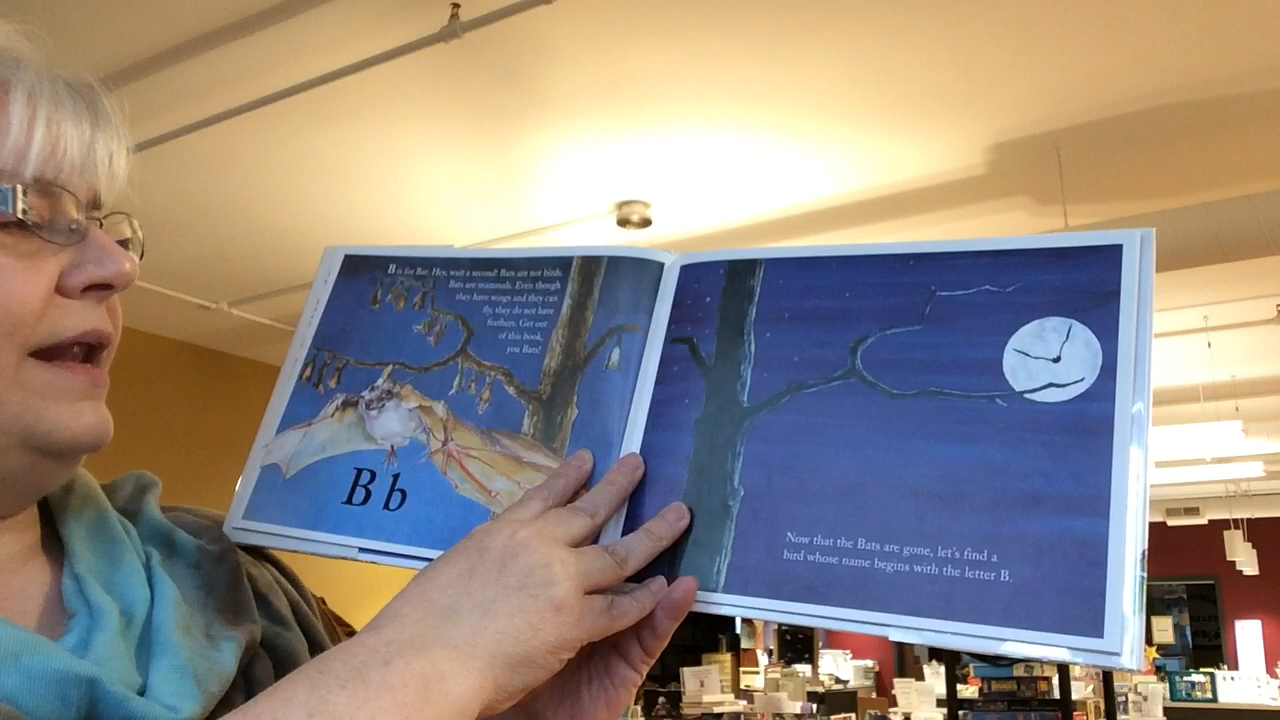 B is for Bat. Hey, wait a second! Bats are not birds.
Bats are mammals. Even though
they have wings and they can
fly, they do not have
feathers. Get out
of this book,
you Bats!
B b
Now that the Bats are gone, let's find a
bird whose name begins with the letter B.